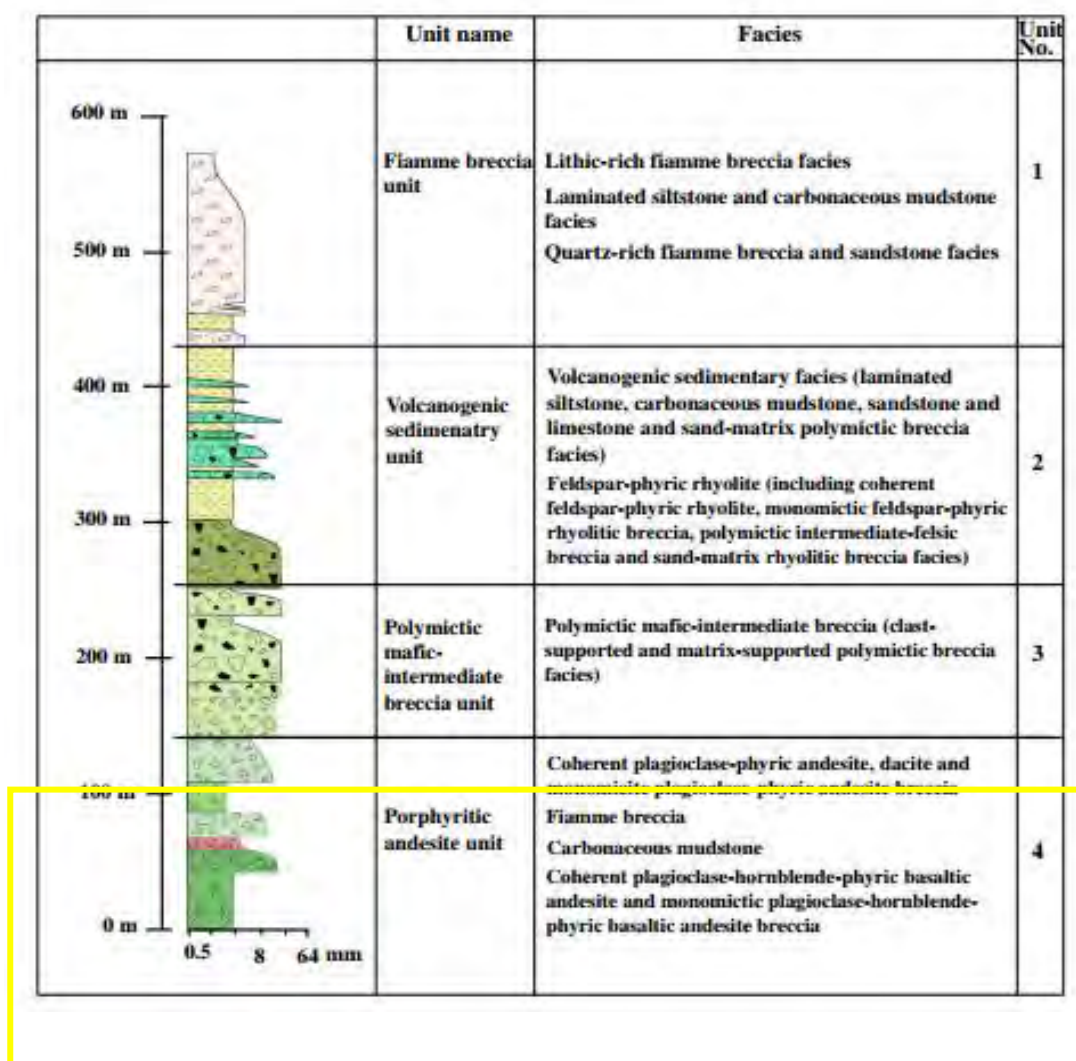 Unit name
Facies
Unit
No.
600 m
500 m
400 m
300 m
200 m
100 m
0 m
0.5 8 64 mm
Fiamme breccia
unit
Lithic-rich fiamme breccia facies
Laminated siltstone and carbonaceous mudstone
facies
Quartz-rich fiamme breccia and sandstone facies
1
Volcanogenic
sedimenatry
unit
Volcanogenic sedimentary facies (laminated
siltstone, carbonaceous mudstone, sandstone and
limestone and sand-matrix polymictic breccia
facies)
Feldspar-phyric rhyolite (including coherent
feldspar-phyric rhyolite, monomictic feldspar-phyric
rhyolitic breccia, polymictic intermediate-felsic
breccia and sand-matrix rhyolitic breccia facies)
2
Polymictic
mafic-
intermediate
breccia unit
Polymictic mafic-intermediate breccia (clast-
supported and matrix-supported polymictic breccia
facies)
3
Porphyritic
andesite unit
Coherent plagioclase-phyric andesite, dacite and
monomictic plagioclase-phyric andesite breccia
Fiamme breccia
Carbonaceous mudstone
Coherent plagioclase-hornblende-phyric basaltic
andesite and monomictic plagioclase-hornblende-
phyric basaltic andesite breccia
4